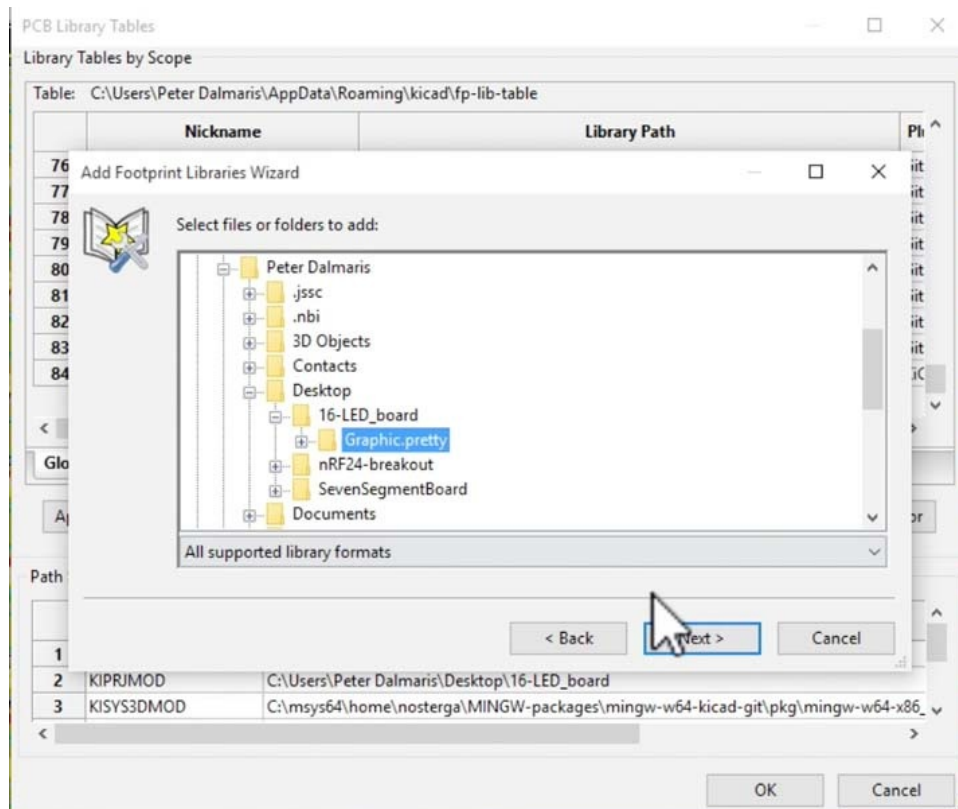 PCB Library Tables
Library Tables by Scope
Table: C:\Users\Peter Dalmaris\AppData\Roaming\kicad\fp-lib-table
Nickname Library Path
76
Add Footprint Libraries Wizard
77
78 Select files or folders to add:
79
80 Peter Dalmaris
81 .jssc
82 .nbi
83 3D Objects
84 Contacts
Desktop
16-LED_board
Graphic.pretty
nRF24-breakout
SevenSegmentBoard
Documents
All supported library formats
Path
< Back Next > Cancel
1
2 KIPRJMOD C:\Users\Peter Dalmaris\Desktop\16-LED_board
3 KISYS3DMOD C:\msys64\home\nosterga\MINGW-packages\mingw-w64-kicad-git\pkg\mingw-w64-x86_
OK Cancel